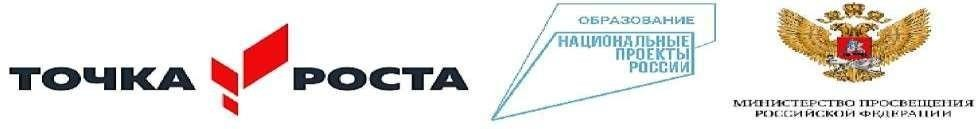 ТОЧКА РОСТА
ОБРАЗОВАНИЕ
НАЦИОНАЛЬНЫЕ
ПРОЕКТЫ
РОССИИ
МИНИСТЕРСТВО ПРОСВЕЩЕНИЯ
РОССИЙСКОЙ ФЕДЕРАЦИИ